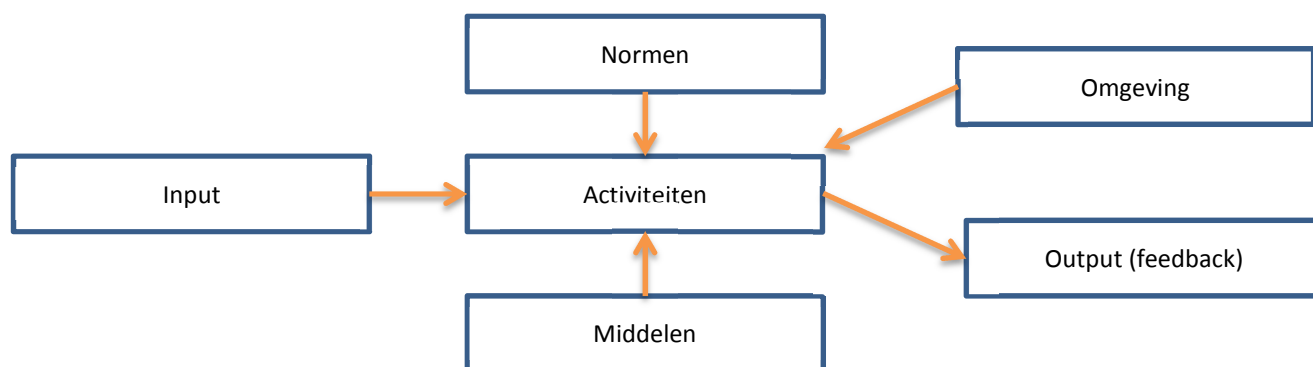 Normen
Omgeving
Input
Activiteiten
Output (feedback)
Middelen